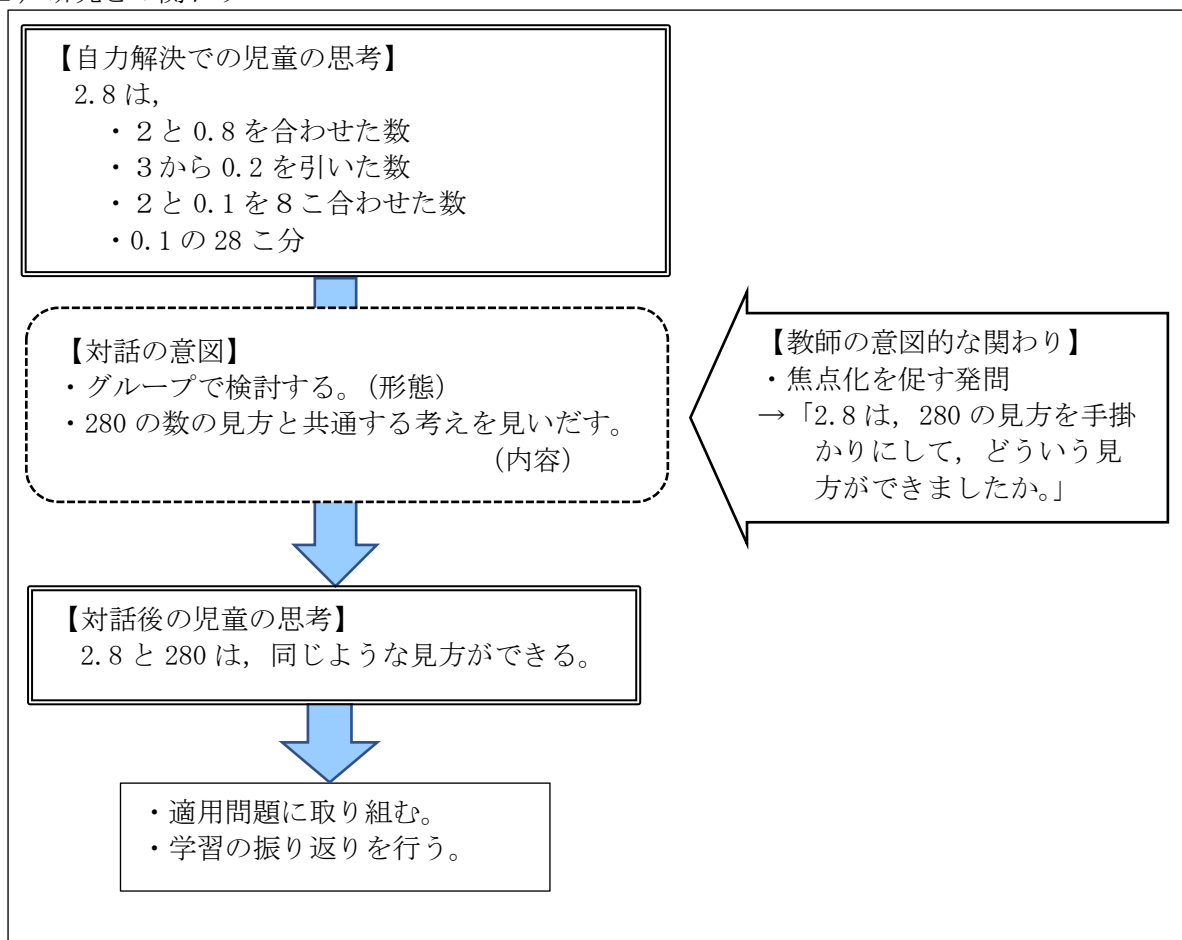 【自力解決での児童の思考】
2.8 は，
・２と 0.8 を合わせた数
・３から 0.2 を引いた数
・２と 0.1 を８こ合わせた数
・0.1 の 28 こ分
【対話の意図】
・グループで検討する。（形態）
・280 の数の見方と共通する考えを見いだす。
（内容）
【教師の意図的な関わり】
・焦点化を促す発問
→「2.8 は，280 の見方を手掛
かりにして，どういう見
方ができましたか。」
【対話後の児童の思考】
2.8 と 280 は，同じような見方ができる。
・適用問題に取り組む。
・学習の振り返りを行う。